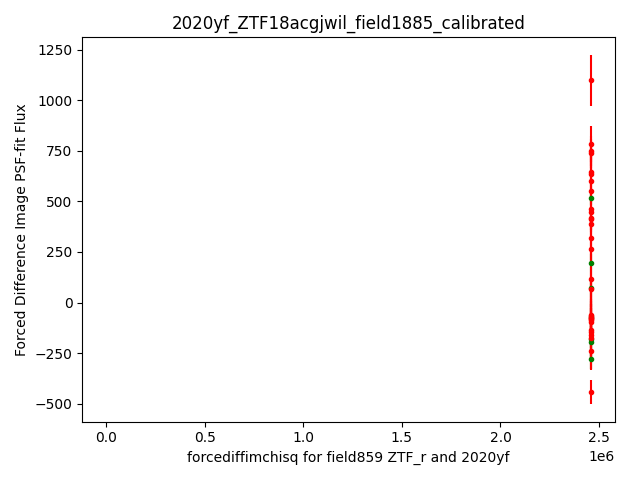 2020yf_ZTF18acgjwil_field1885_calibrated
Forced Difference Image PSF-fit Flux
1250
1000
750
500
250
0
−250
−500
0.0 0.5 1.0 1.5 2.0 2.5
1e6
forcediffimchisq for field859 ZTF_r and 2020yf